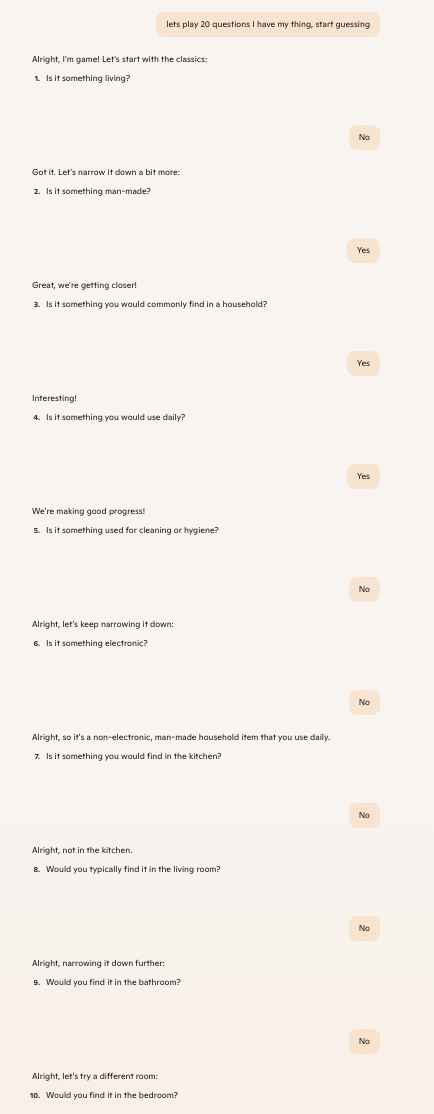 lets play 20 questions I have my thing, start guessing
Alright, I'm game! Let's start with the classics:
1. Is it something living?
No
Got it. Let's narrow it down a bit more:
2. Is it something man-made?
Yes
Great, we're getting closer!
3. Is it something you would commonly find in a household?
Yes
Interesting!
4. Is it something you would use daily?
Yes
We're making good progress!
5. Is it something used for cleaning or hygiene?
No
Alright, let's keep narrowing it down:
6. Is it something electronic?
No
Alright, so it's a non-electronic, man-made household item that you use daily.
7. Is it something you would find in the kitchen?
No
Alright, not in the kitchen.
8. Would you typically find it in the living room?
No
Alright, narrowing it down further:
9. Would you find it in the bathroom?
No
Alright, let's try a different room:
10. Would you find it in the bedroom?